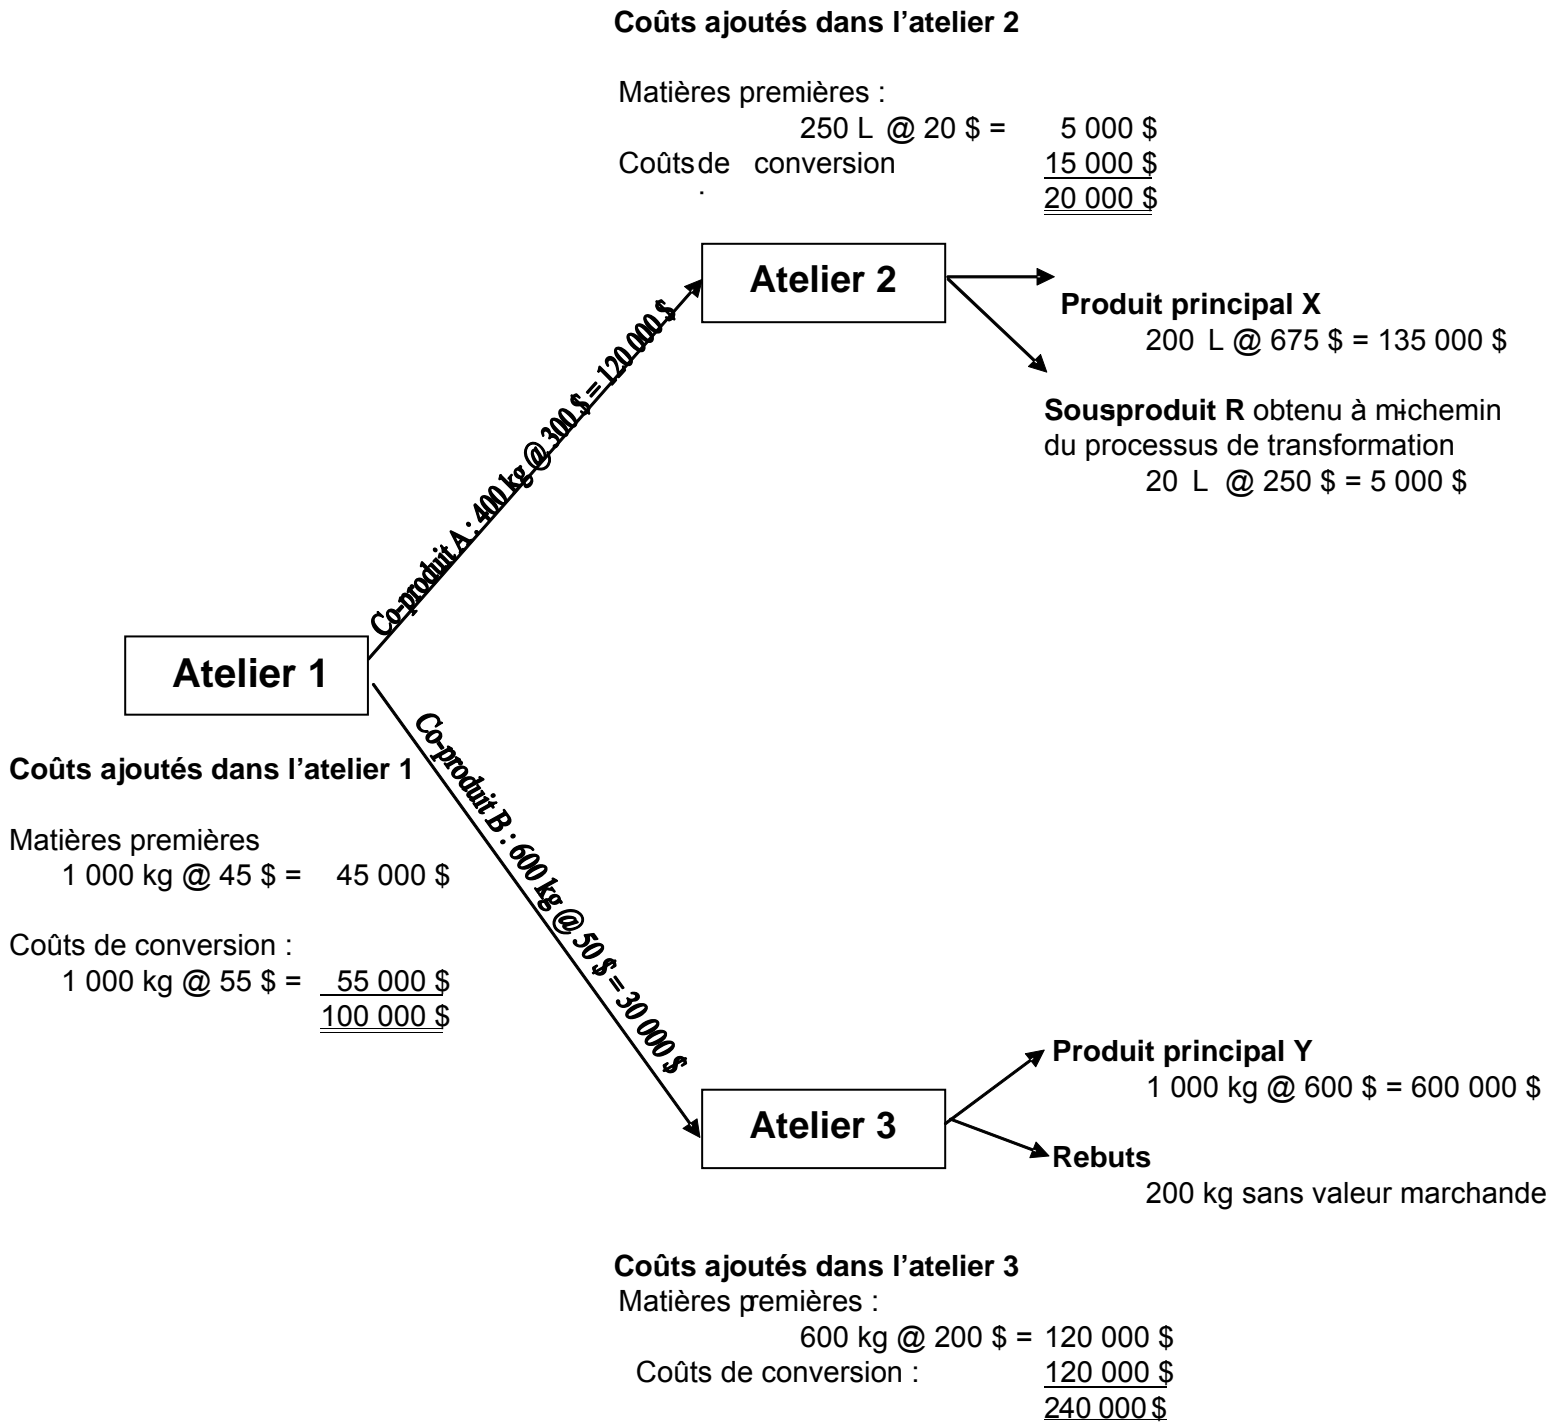 Coûts ajoutés dans l’atelier 2
Matières premières :
250 L @ 20 $ = 5 000 $
Coûts de conversion 15 000 $
.
20 000 $
Atelier 2
Produit principal X
200 L @ 675 $ = 135 000 $
Sous-produit R obtenu à mi-chemin
du processus de transformation
20 L @ 250 $ = 5 000 $
Co-produit A : 400 kg @ 300 $ = 120 000 $
Atelier 1
Co-produit B : 600 kg @ 50 $ = 30 000 $
Coûts ajoutés dans l’atelier 1
Matières premières
1 000 kg @ 45 $ = 45 000 $
Coûts de conversion :
1 000 kg @ 55 $ = 55 000 $
100 000 $
Produit principal Y
1 000 kg @ 600 $ = 600 000 $
Atelier 3
Rebuts
200 kg sans valeur marchande
Coûts ajoutés dans l’atelier 3
Matières premières :
600 kg @ 200 $ = 120 000 $
Coûts de conversion : 120 000 $
240 000 $